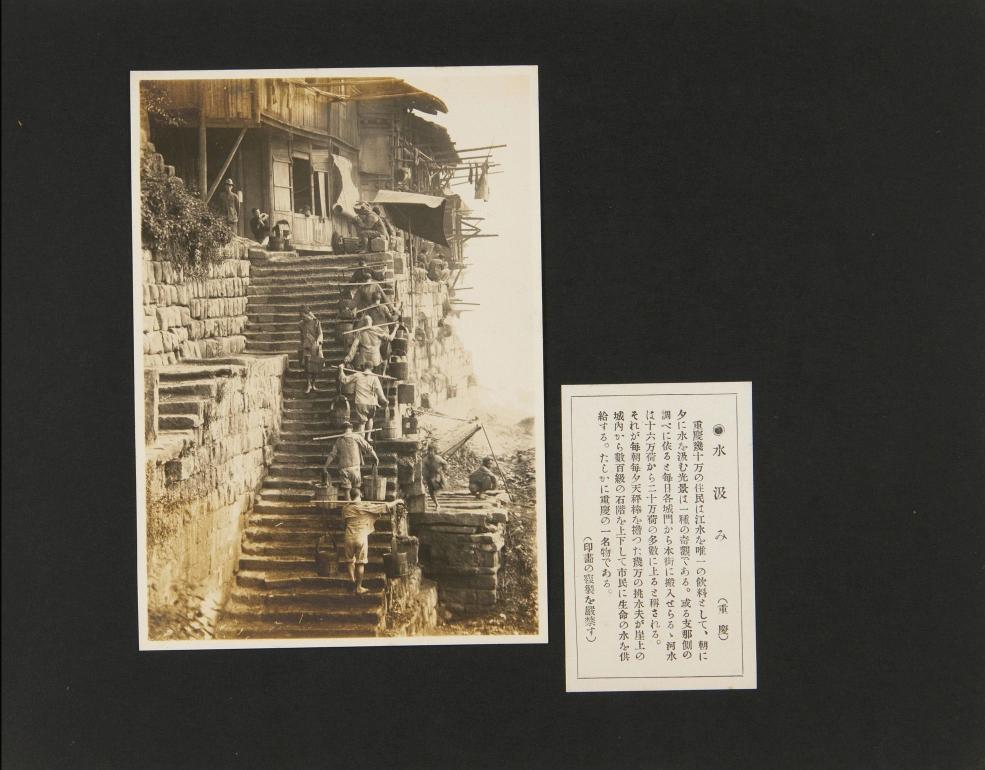 ◉水汲み（重慶）
重慶幾十万の住民は江水を唯一の飲料として、朝に
夕に水を汲む光景は一種の奇觀である。或る支那側の
調べに依ると毎日各城門から本街に搬入せらるゝ河水
は十六万荷から二十万荷の多數に上ると稱される。
それが毎朝毎夕天秤棒を擔つた幾万の挑水夫が崖上の
城内から數百級の石階を上下して市民に生命の水を供
給する。たしかに重慶の一名物である。
（印畫の複製を嚴禁す）